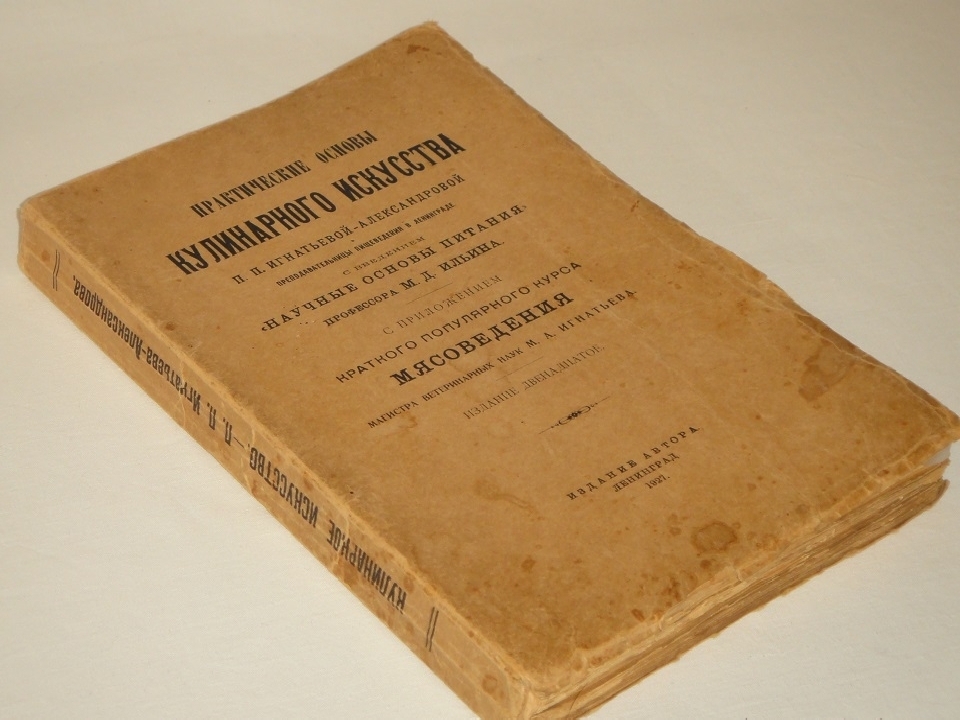 ПРАКТИЧЕСКИЕ ОСНОВЫ
КУЛИНАРНОГО ИСКУССТВА
П. П. ИГНАТЬЕВОЙ-АЛЕКСАНДРОВОЙ
ПРЕПОДАВАТЕЛЬНИЦЫ ПИЩЕВЕДЕНИЯ В ЛЕНИНГРАДЕ
С ВВЕДЕНИЕМ
«НАУЧНЫЕ ОСНОВЫ ПИТАНИЯ»
ПРОФЕССОРА М. Д. ИЛЬИНА.
С ПРИЛОЖЕНИЕМ
КРАТКОГО ПОПУЛЯРНОГО КУРСА
МЯСОВЕДЕНИЯ
МАГИСТРА ВЕТЕРИНАРНЫХ НАУК М. А. ИГНАТЬЕВА.
ИЗДАНИЕ ДВЕНАДЦАТОЕ
ИЗДАНИЕ АВТОРА
ЛЕНИНГРАД
1927.
КУЛИНАРНОЕ ИСКУССТВО.—П. П. Игнатьева-Александрова.